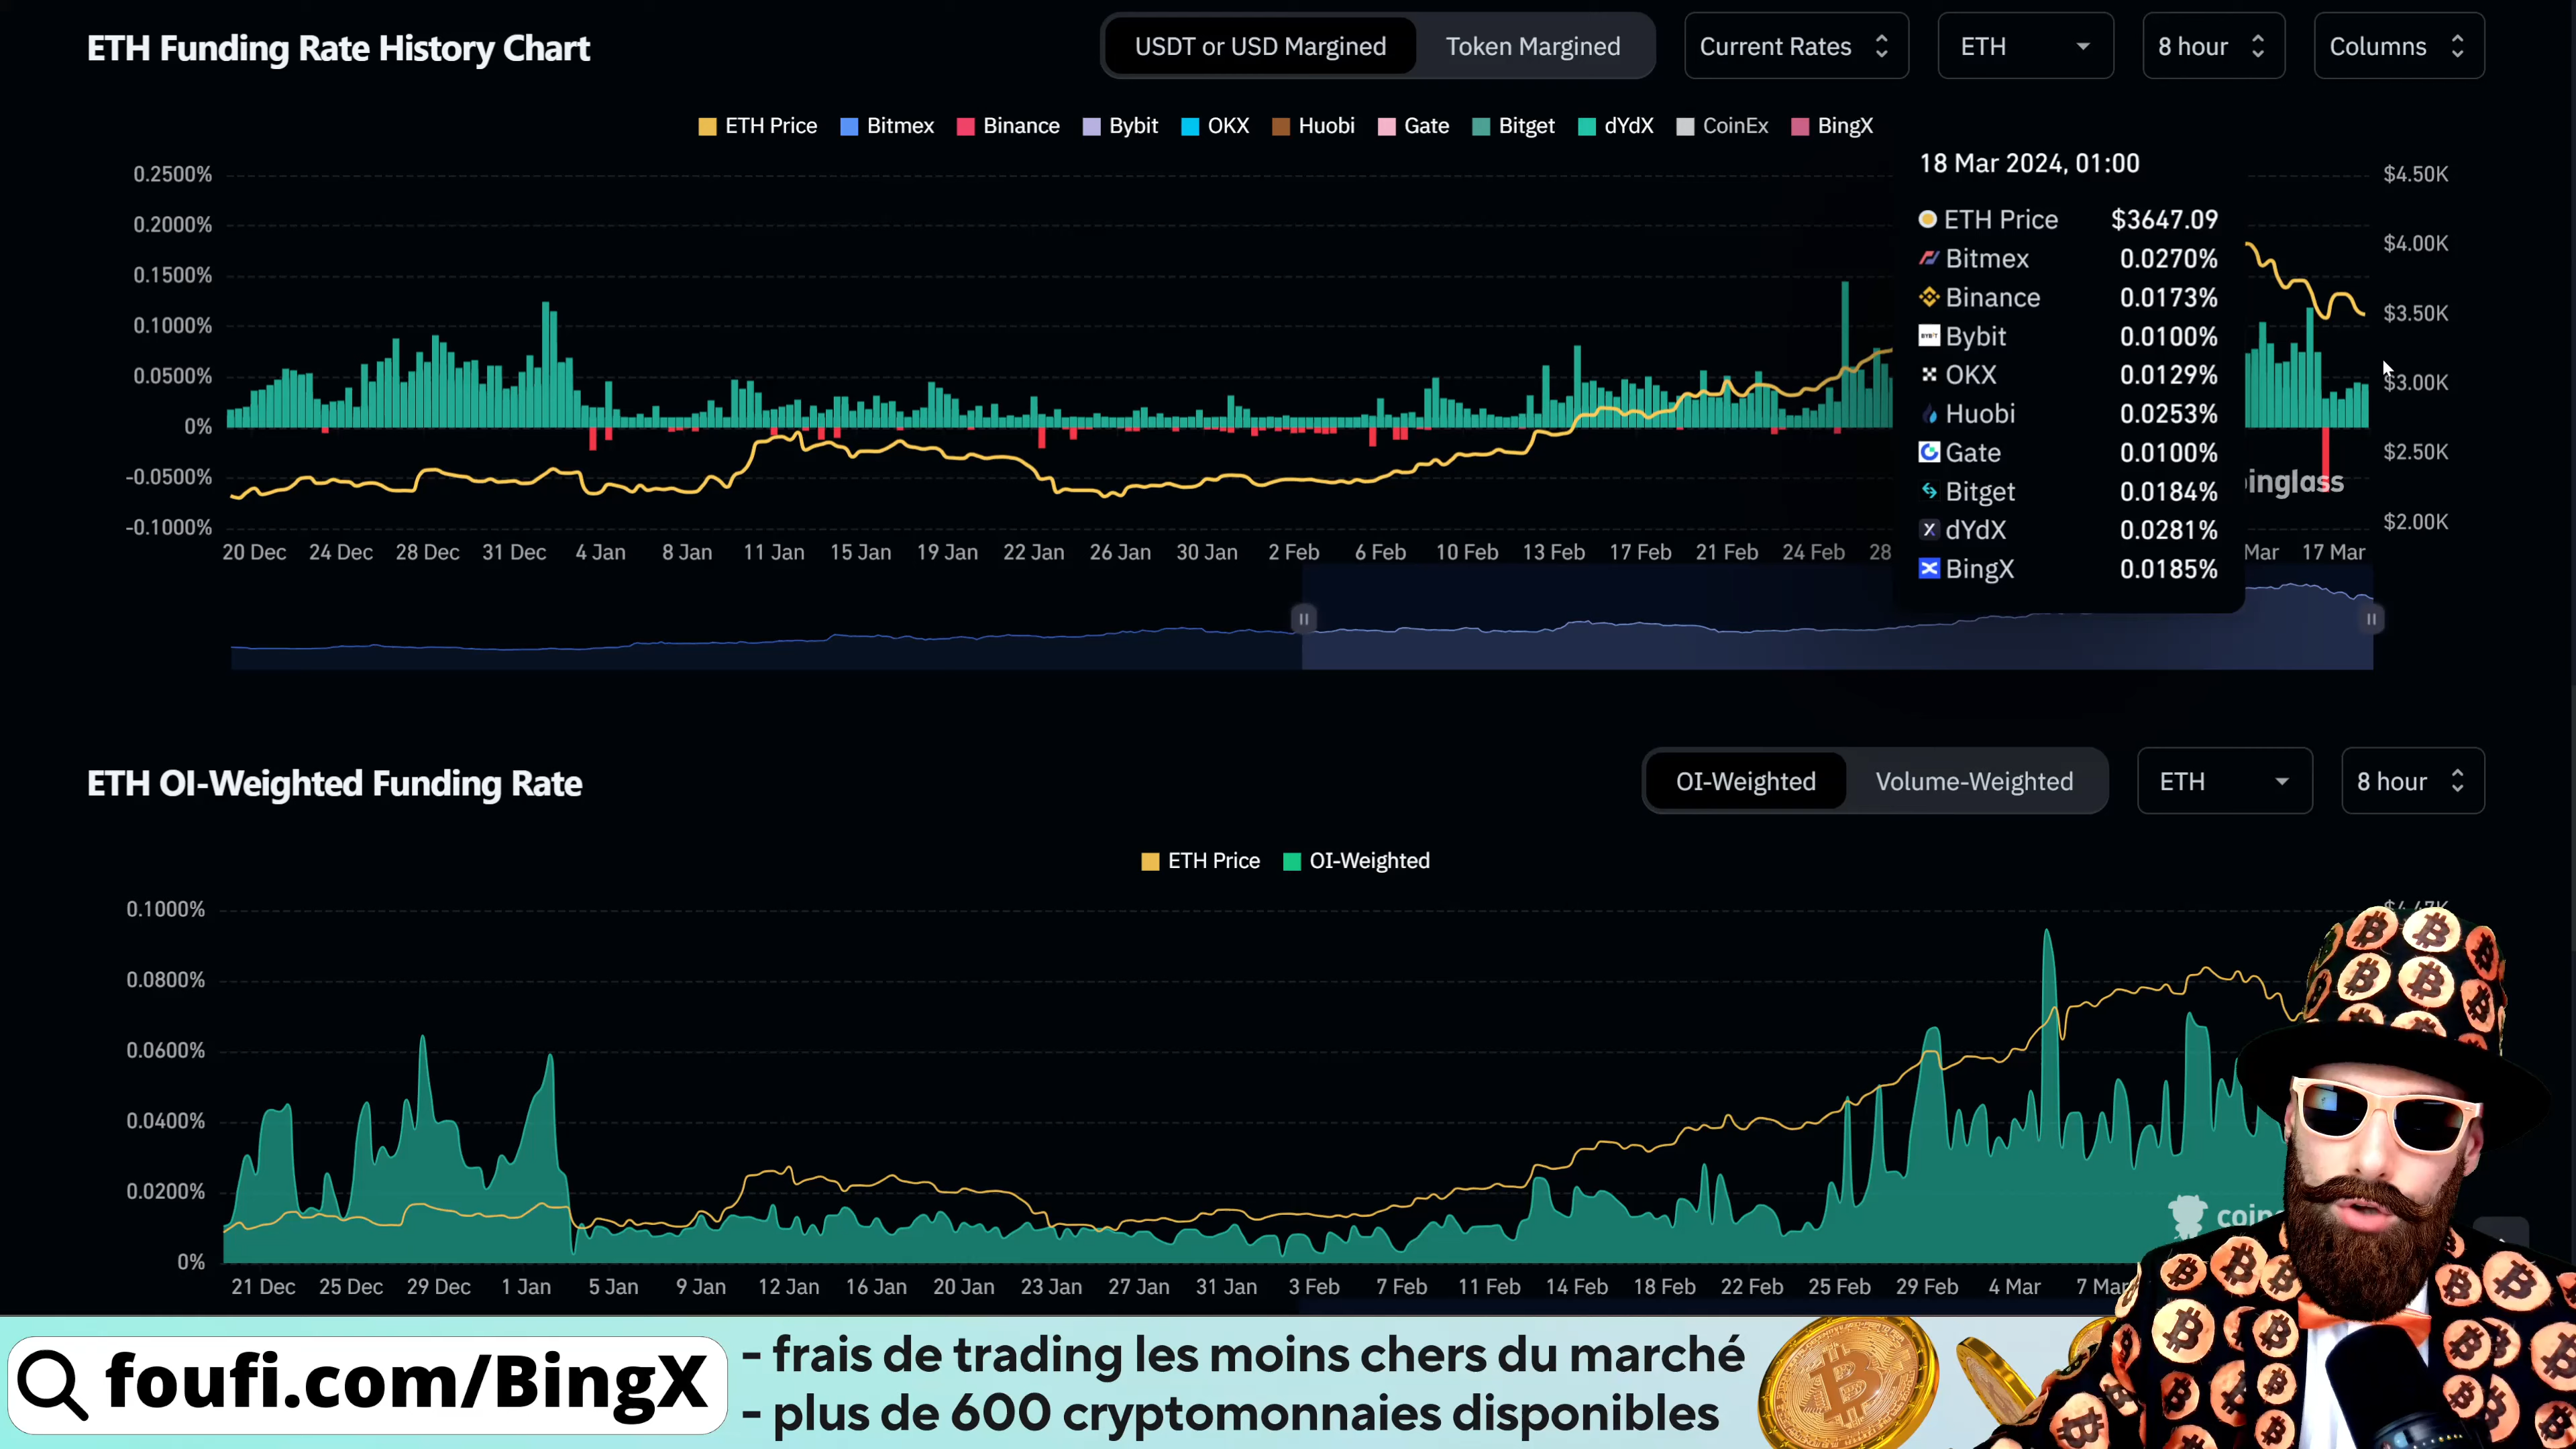 ETH Funding Rate History Chart
USDT or USD Margined Token Margined Current Rates ETH 8 hour Columns
ETH Price Bitmex Binance Bybit OKX Huobi Gate Bitget dYdX CoinEx BingX
18 Mar 2024, 01:00
ETH Price $3647.09
Bitmex 0.0270%
Binance 0.0173%
Bybit 0.0100%
OKX 0.0129%
Huobi 0.0253%
Gate 0.0100%
Bitget 0.0184%
dYdX 0.0281%
BingX 0.0185%
0.2500%
0.2000%
0.1500%
0.1000%
0.0500%
0%
-0.0500%
-0.1000%
$4.50K
$4.00K
$3.50K
$3.00K
$2.50K
$2.00K
inglass
20 Dec 24 Dec 28 Dec 31 Dec 4 Jan 8 Jan 11 Jan 15 Jan 19 Jan 22 Jan 26 Jan 30 Jan 2 Feb 6 Feb 10 Feb 13 Feb 17 Feb 21 Feb 24 Feb 28 Mar 17 Mar
ETH OI-Weighted Funding Rate
OI-Weighted Volume-Weighted ETH 8 hour
ETH Price OI-Weighted
0.1000%
0.0800%
0.0600%
0.0400%
0.0200%
0%
coin
21 Dec 25 Dec 29 Dec 1 Jan 5 Jan 9 Jan 12 Jan 16 Jan 20 Jan 23 Jan 27 Jan 31 Jan 3 Feb 7 Feb 11 Feb 14 Feb 18 Feb 22 Feb 25 Feb 29 Feb 4 Mar 7 Mar
foufi.com/BingX
- frais de trading les moins chers du marché
- plus de 600 cryptomonnaies disponibles